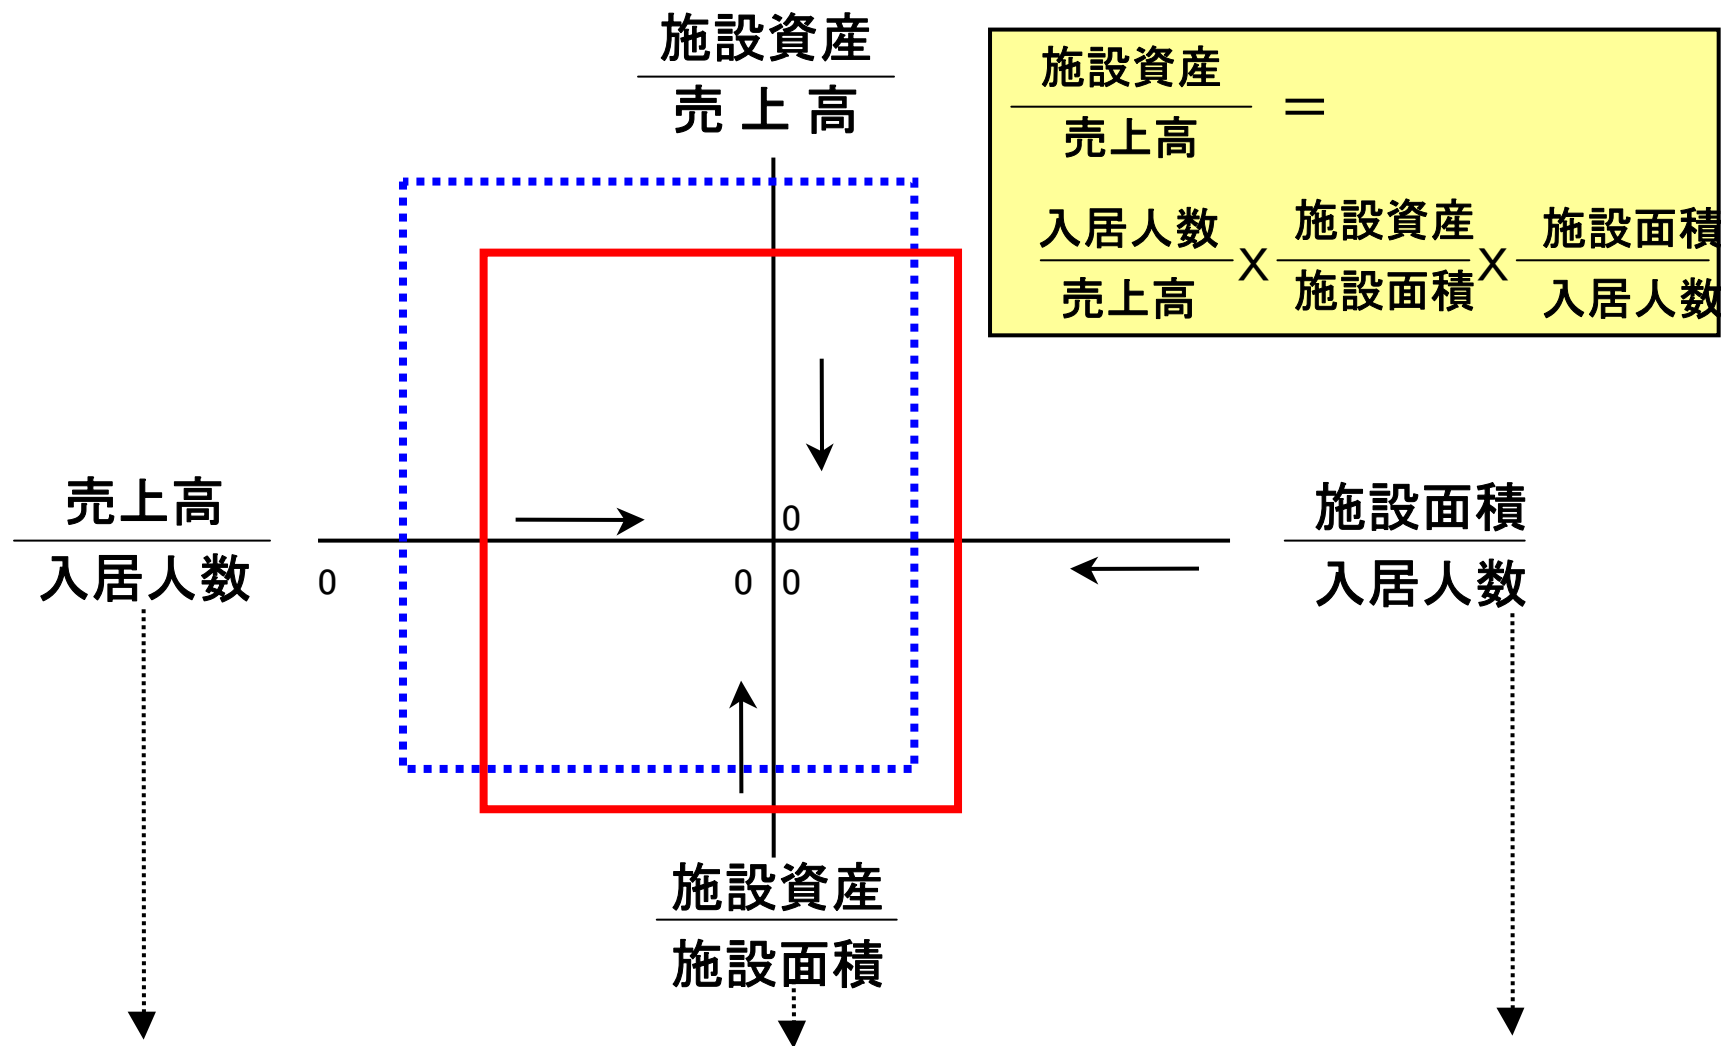 施設資産
売上高
施設資産
売上高
＝
入居人数
売上高
X
施設資産
施設面積
X
施設面積
入居人数
売上高
入居人数
0
0
0
0
施設面積
入居人数
施設資産
施設面積